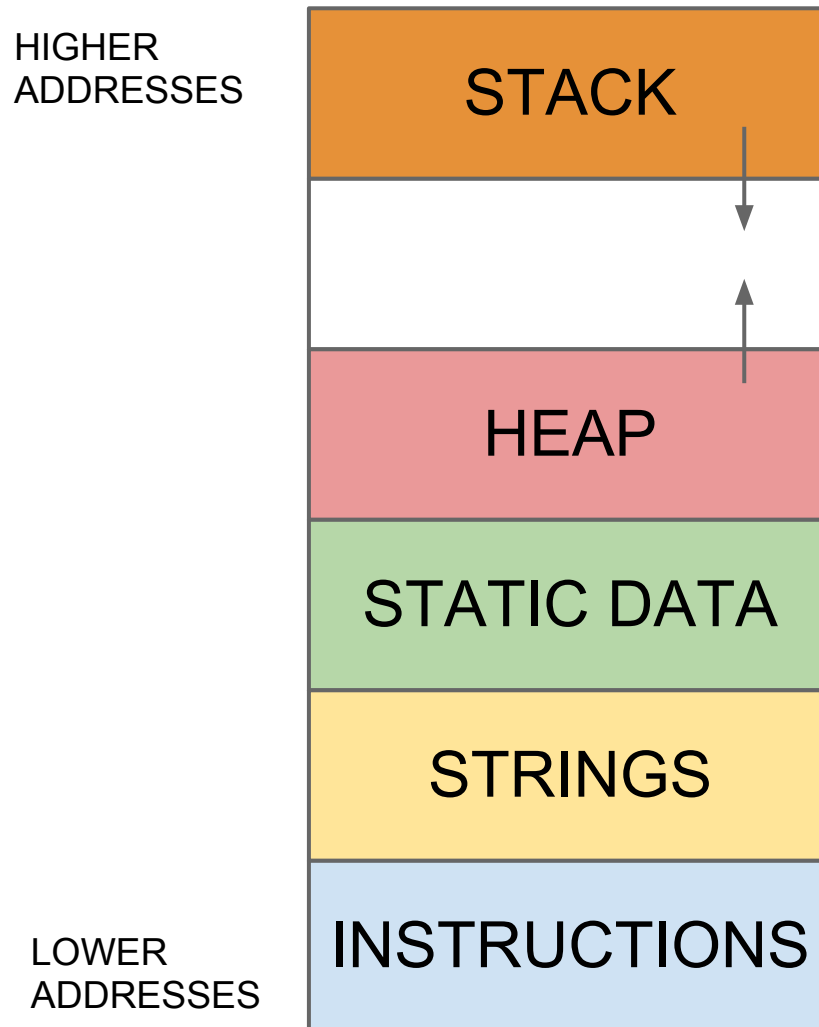 HIGHER
ADDRESSES
STACK
HEAP
STATIC DATA
STRINGS
INSTRUCTIONS
LOWER
ADDRESSES